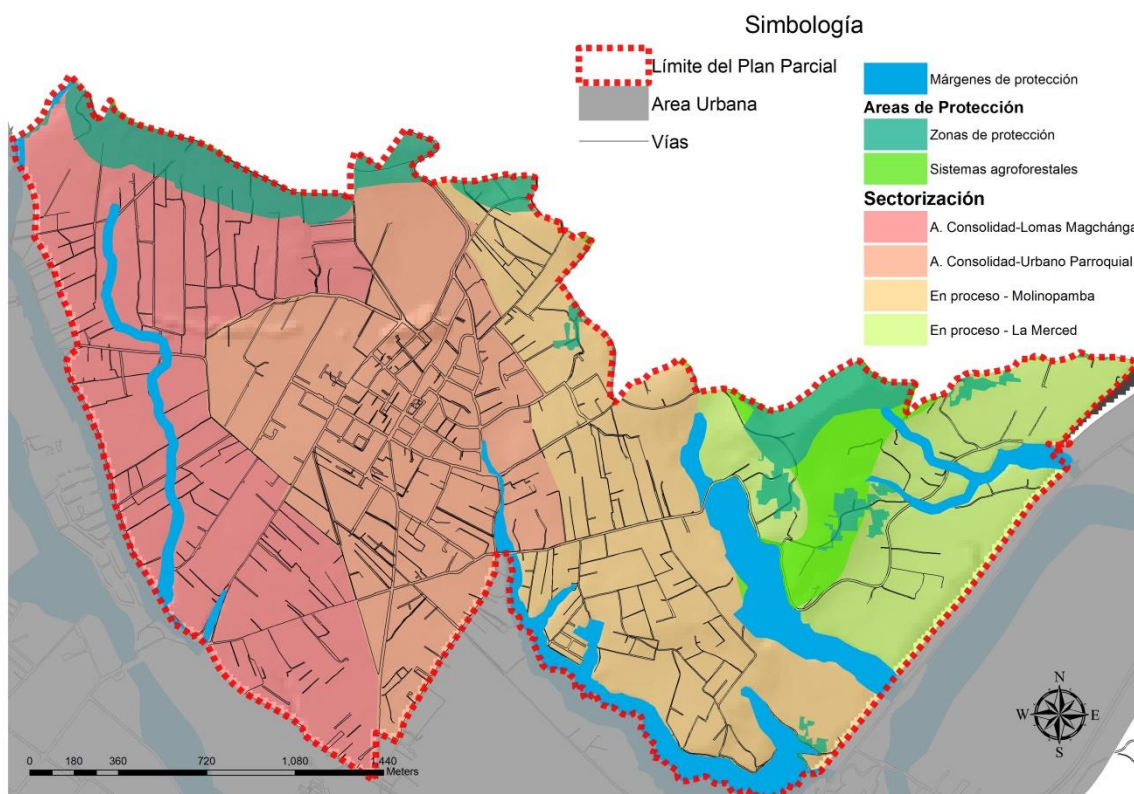 Simbología
Límite del Plan Parcial
Area Urbana
Vías
Márgenes de protección
Areas de Protección
Zonas de protección
Sistemas agroforestales
Sectorización
A. Consolidad-Lomas Magchánga
A. Consolidad-Urbano Parroquial
En proceso - Molinopamba
En proceso - La Merced
N
W E
S
0 180 360 720 1,080 1,440
Meters